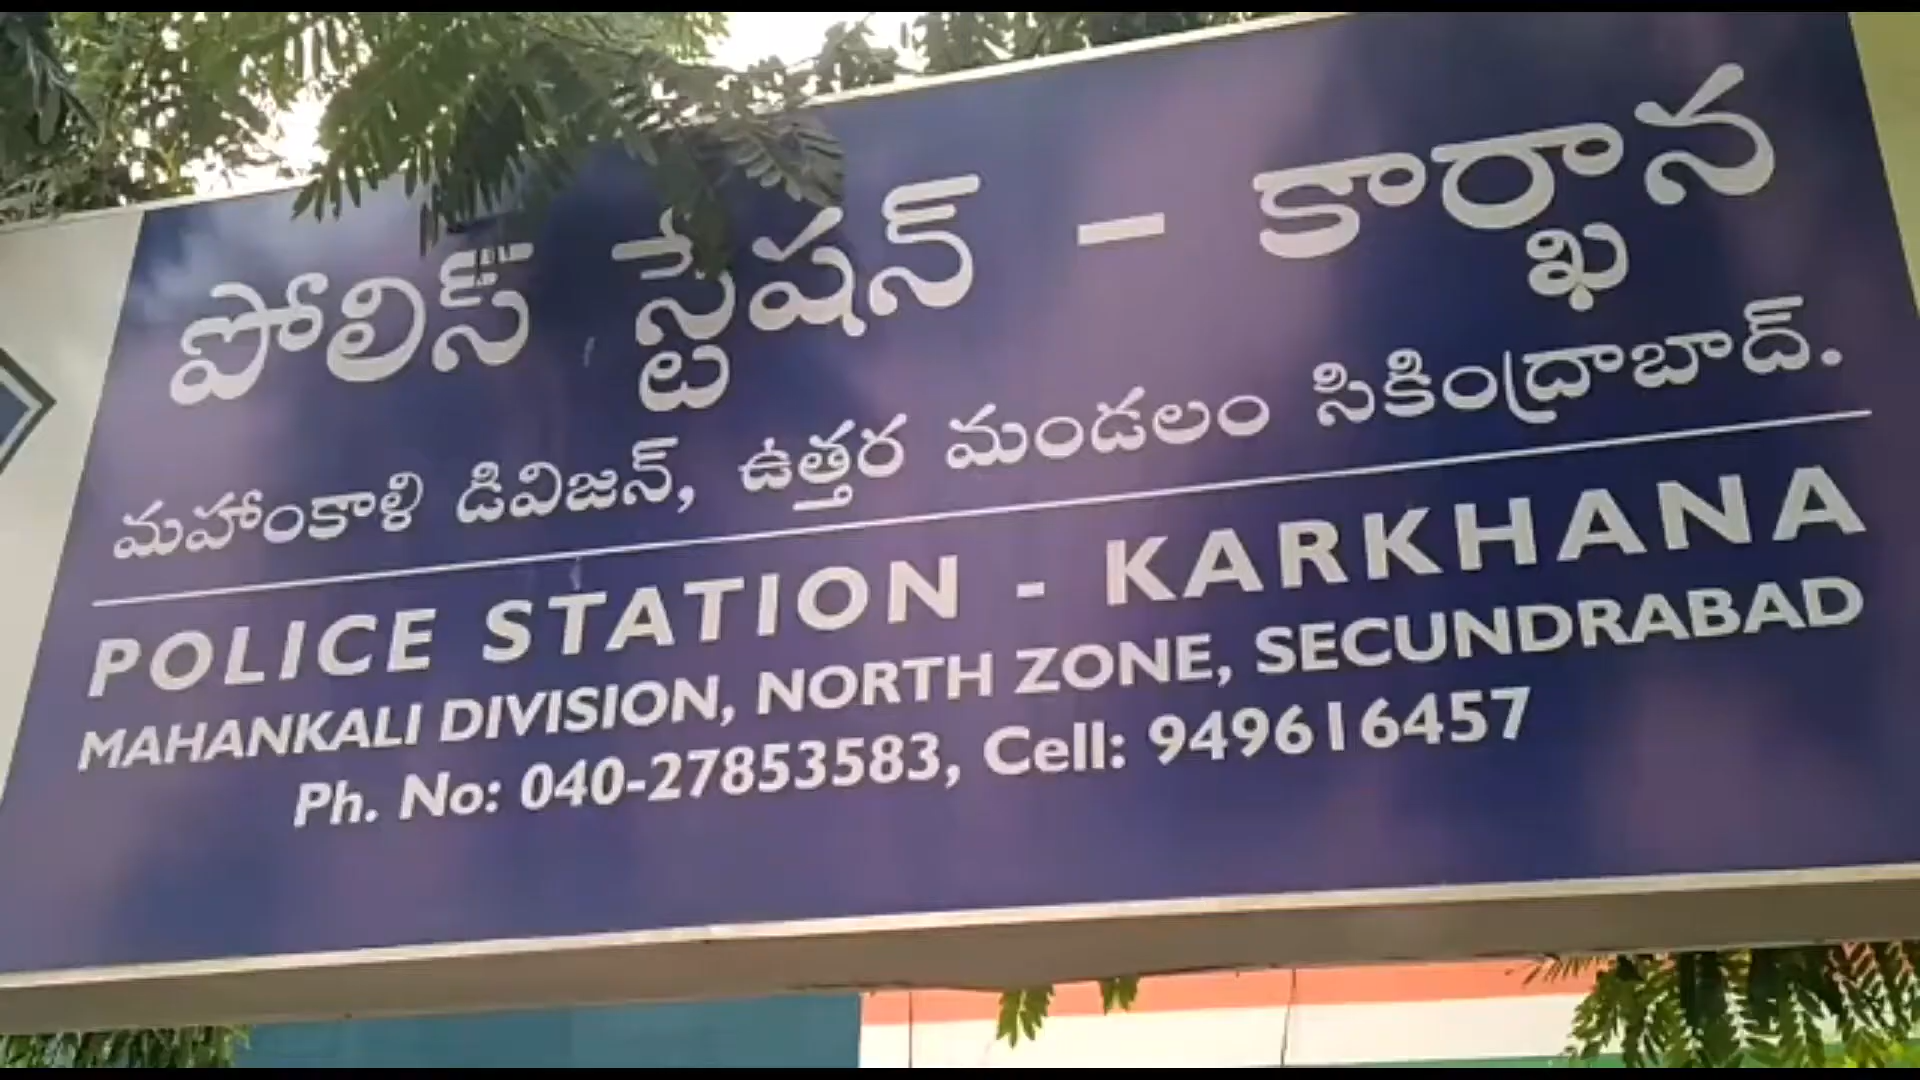 పోలిస్ స్టేషన్ - కార్ఖాన
మహాంకాళి డివిజన్, ఉత్తర మండలం సికింద్రాబాద్.
POLICE STATION - KARKHANA
MAHANKALI DIVISION, NORTH ZONE, SECUNDRABAD
Ph. No: 040-27853583, Cell: 949616457